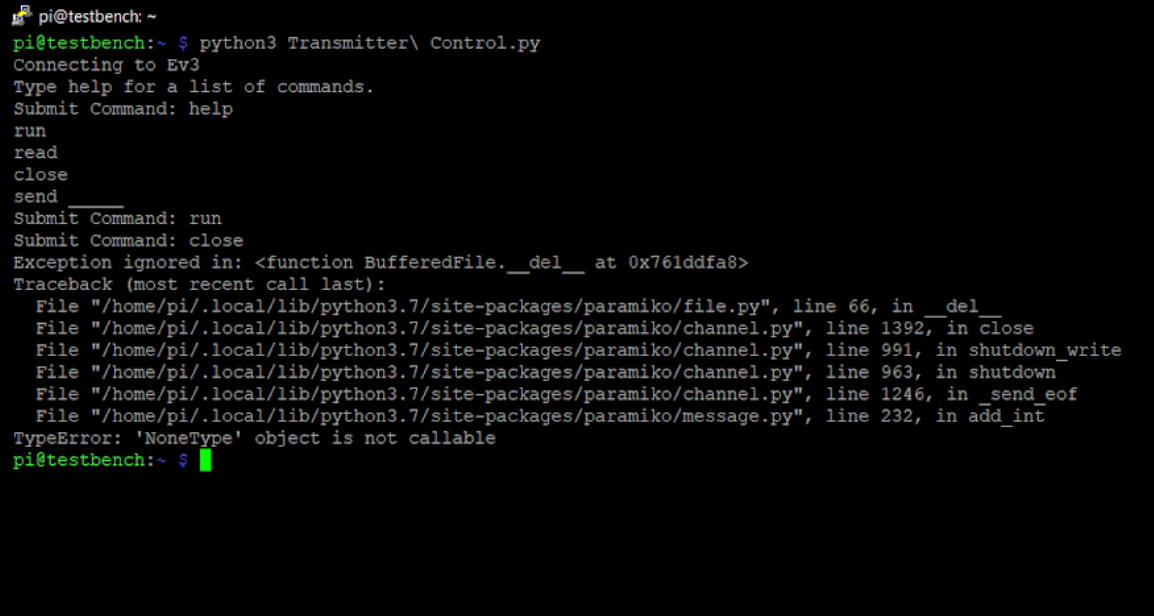 pi@testbench: ~
pi@testbench:~ $ python3 Transmitter\ Control.py
Connecting to Ev3
Type help for a list of commands.
Submit Command: help
run
read
close
send _____
Submit Command: run
Submit Command: close
Exception ignored in: <function BufferedFile.__del__ at 0x761ddfa8>
Traceback (most recent call last):
  File "/home/pi/.local/lib/python3.7/site-packages/paramiko/file.py", line 66, in __del__
  File "/home/pi/.local/lib/python3.7/site-packages/paramiko/channel.py", line 1392, in close
  File "/home/pi/.local/lib/python3.7/site-packages/paramiko/channel.py", line 991, in shutdown_write
  File "/home/pi/.local/lib/python3.7/site-packages/paramiko/channel.py", line 963, in shutdown
  File "/home/pi/.local/lib/python3.7/site-packages/paramiko/channel.py", line 1246, in _send_eof
  File "/home/pi/.local/lib/python3.7/site-packages/paramiko/message.py", line 232, in add_int
TypeError: 'NoneType' object is not callable
pi@testbench:~ $